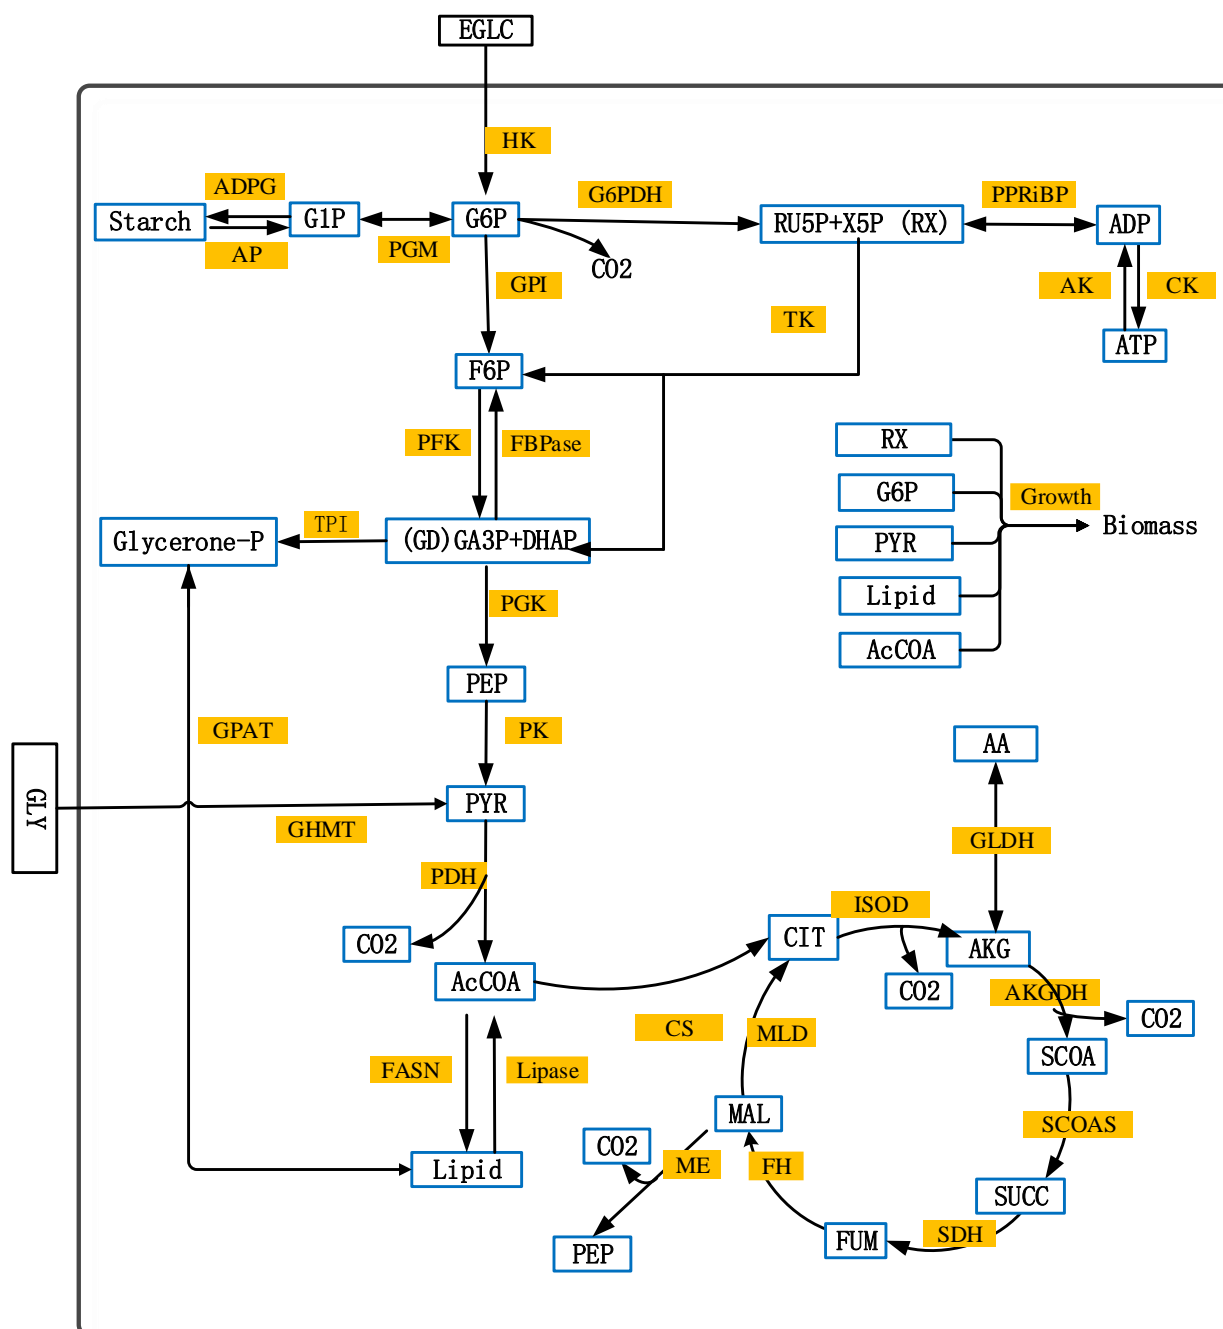 EGLC
HK
ADPG
G6PDH
PPRiBP
Starch
G1P
G6P
RU5P+X5P (RX)
ADP
AP
PGM
CO2
GPI
AK
CK
TK
ATP
F6P
PFK
FBPase
RX
G6P
Growth
Biomass
PYR
Lipid
AcCOA
Glycerone-P
TPI
(GD)GA3P+DHAP
PGK
PEP
GPAT
PK
AA
GLY
PYR
GHMT
GLDH
PDH
ISOD
CO2
CIT
AKG
AcCOA
CO2
AKGDH
CO2
CS
MLD
SCOA
FASN
Lipase
MAL
SCOAS
CO2
ME
FH
Lipid
SUCC
PEP
FUM
SDH